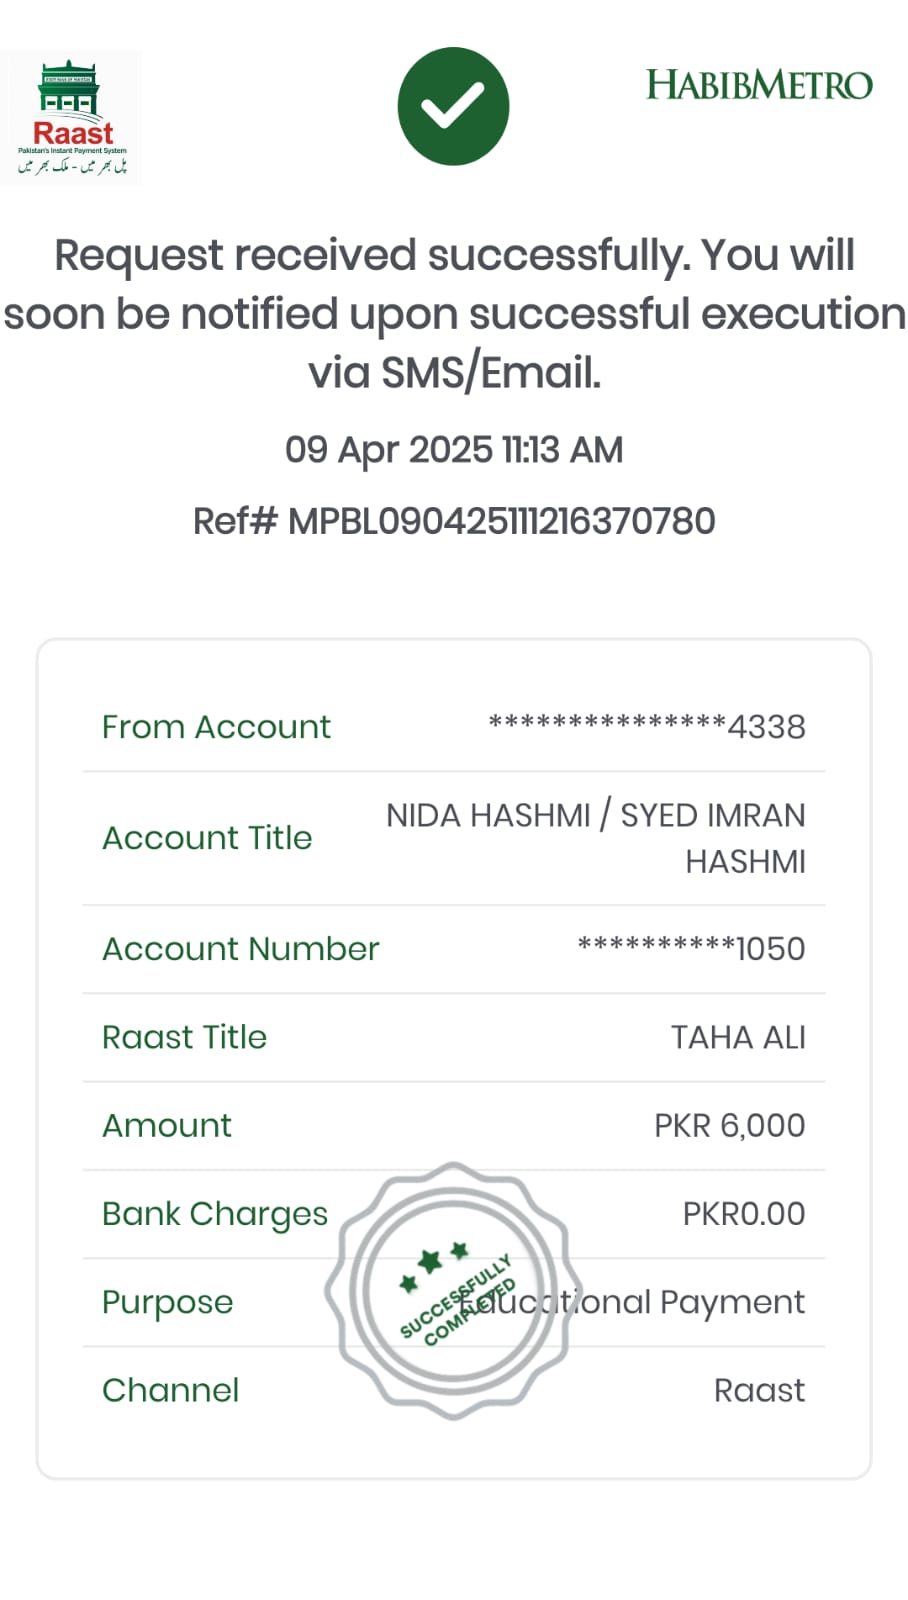 STATE BANK OF PAKISTAN
Raast
Pakistan's Instant Payment System
پل بھر میں - ملک بھر میں
HABIBMETRO
Request received successfully. You will
soon be notified upon successful execution
via SMS/Email.
09 Apr 2025 11:13 AM
Ref# MPBL090425111216370780
From Account ***************4338
Account Title NIDA HASHMI / SYED IMRAN
HASHMI
Account Number **********1050
Raast Title TAHA ALI
Amount PKR 6,000
Bank Charges PKR0.00
Purpose Educational Payment
Channel Raast
SUCCESSFULLY
COMPLETED